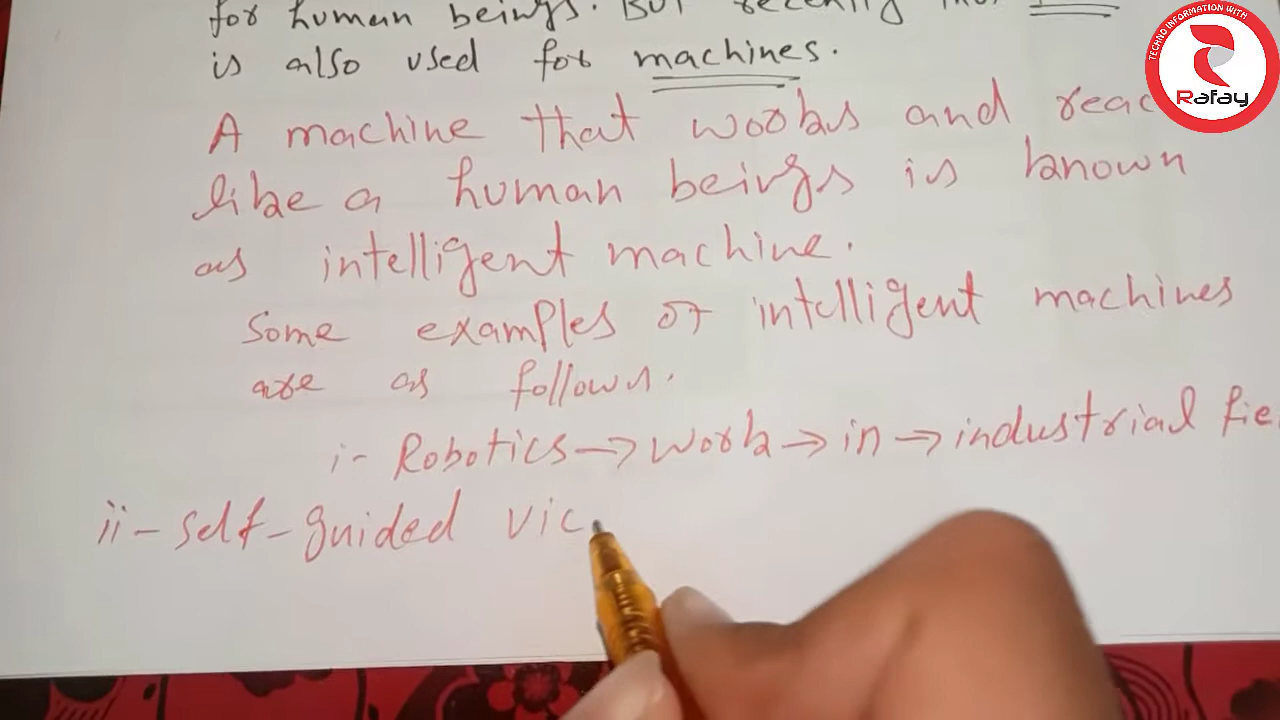 for human beings. But recently
is also used for machines.
A machine that works and reac
like a human beings is known
as intelligent machine.
Some examples of intelligent machines
are as follows.
i- Robotics → work → in → industrial fie
ii - self-guided vic
TECHNO INFORMATION WITH
Rafay